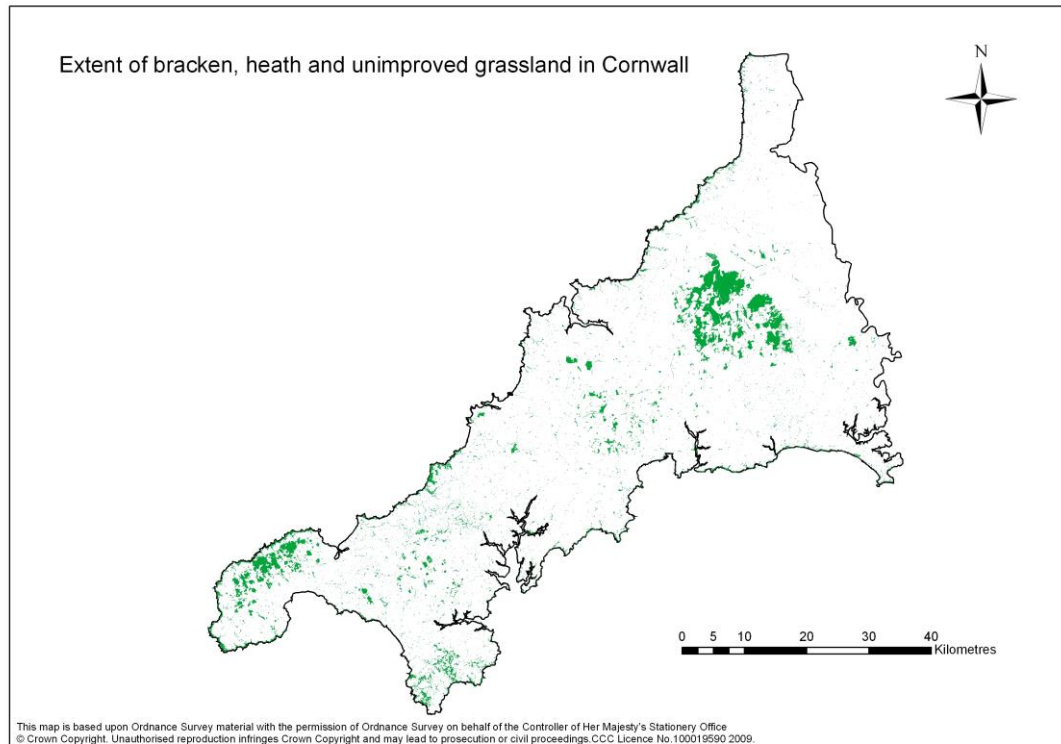 Extent of bracken, heath and unimproved grassland in Cornwall
N
0 5 10 20 30 40
Kilometres
This map is based upon Ordnance Survey material with the permission of Ordnance Survey on behalf of the Controller of Her Majesty's Stationery Office
© Crown Copyright. Unauthorised reproduction infringes Crown Copyright and may lead to prosecution or civil proceedings.CCC Licence No.100019590 2009.